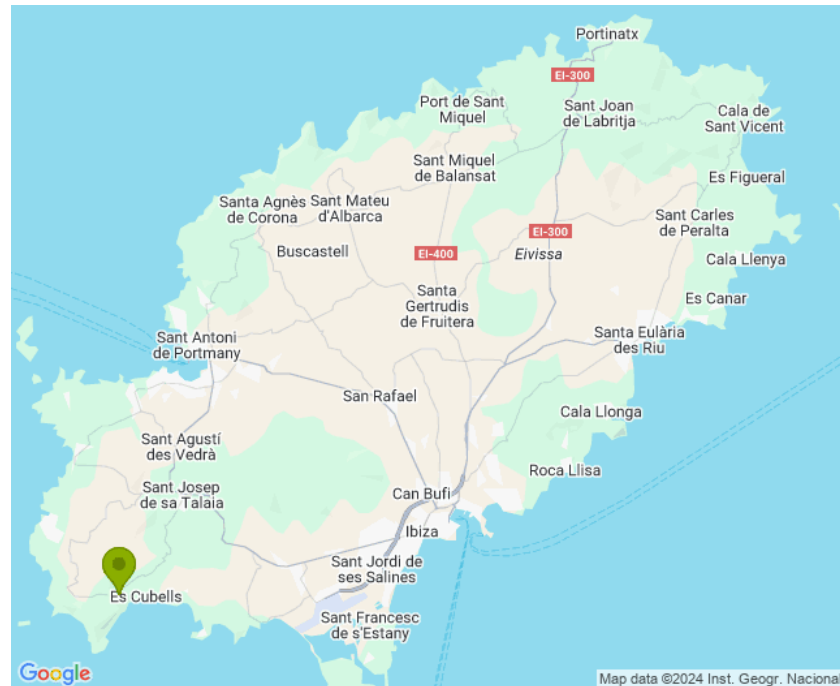 Portinatx
EI-300
Port de Sant
Miquel
Sant Joan
de Labritja
Cala de
Sant Vicent
Sant Miquel
de Balansat
Es Figueral
Santa Agnès
de Corona
Sant Mateu
d'Albarca
Sant Carles
de Peralta
EI-300
Buscastell
EI-400
Eivissa
Cala Llenya
Santa
Gertrudis
de Fruitera
Es Canar
Sant Antoni
de Portmany
Santa Eulària
des Riu
San Rafael
Cala Llonga
Sant Agustí
des Vedrà
Roca Llisa
Sant Josep
de sa Talaia
Can Bufi
Ibiza
Sant Jordi de
ses Salines
Es Cubells
Sant Francesc
de s'Estany
Google
Map data ©2024 Inst. Geogr. Nacional